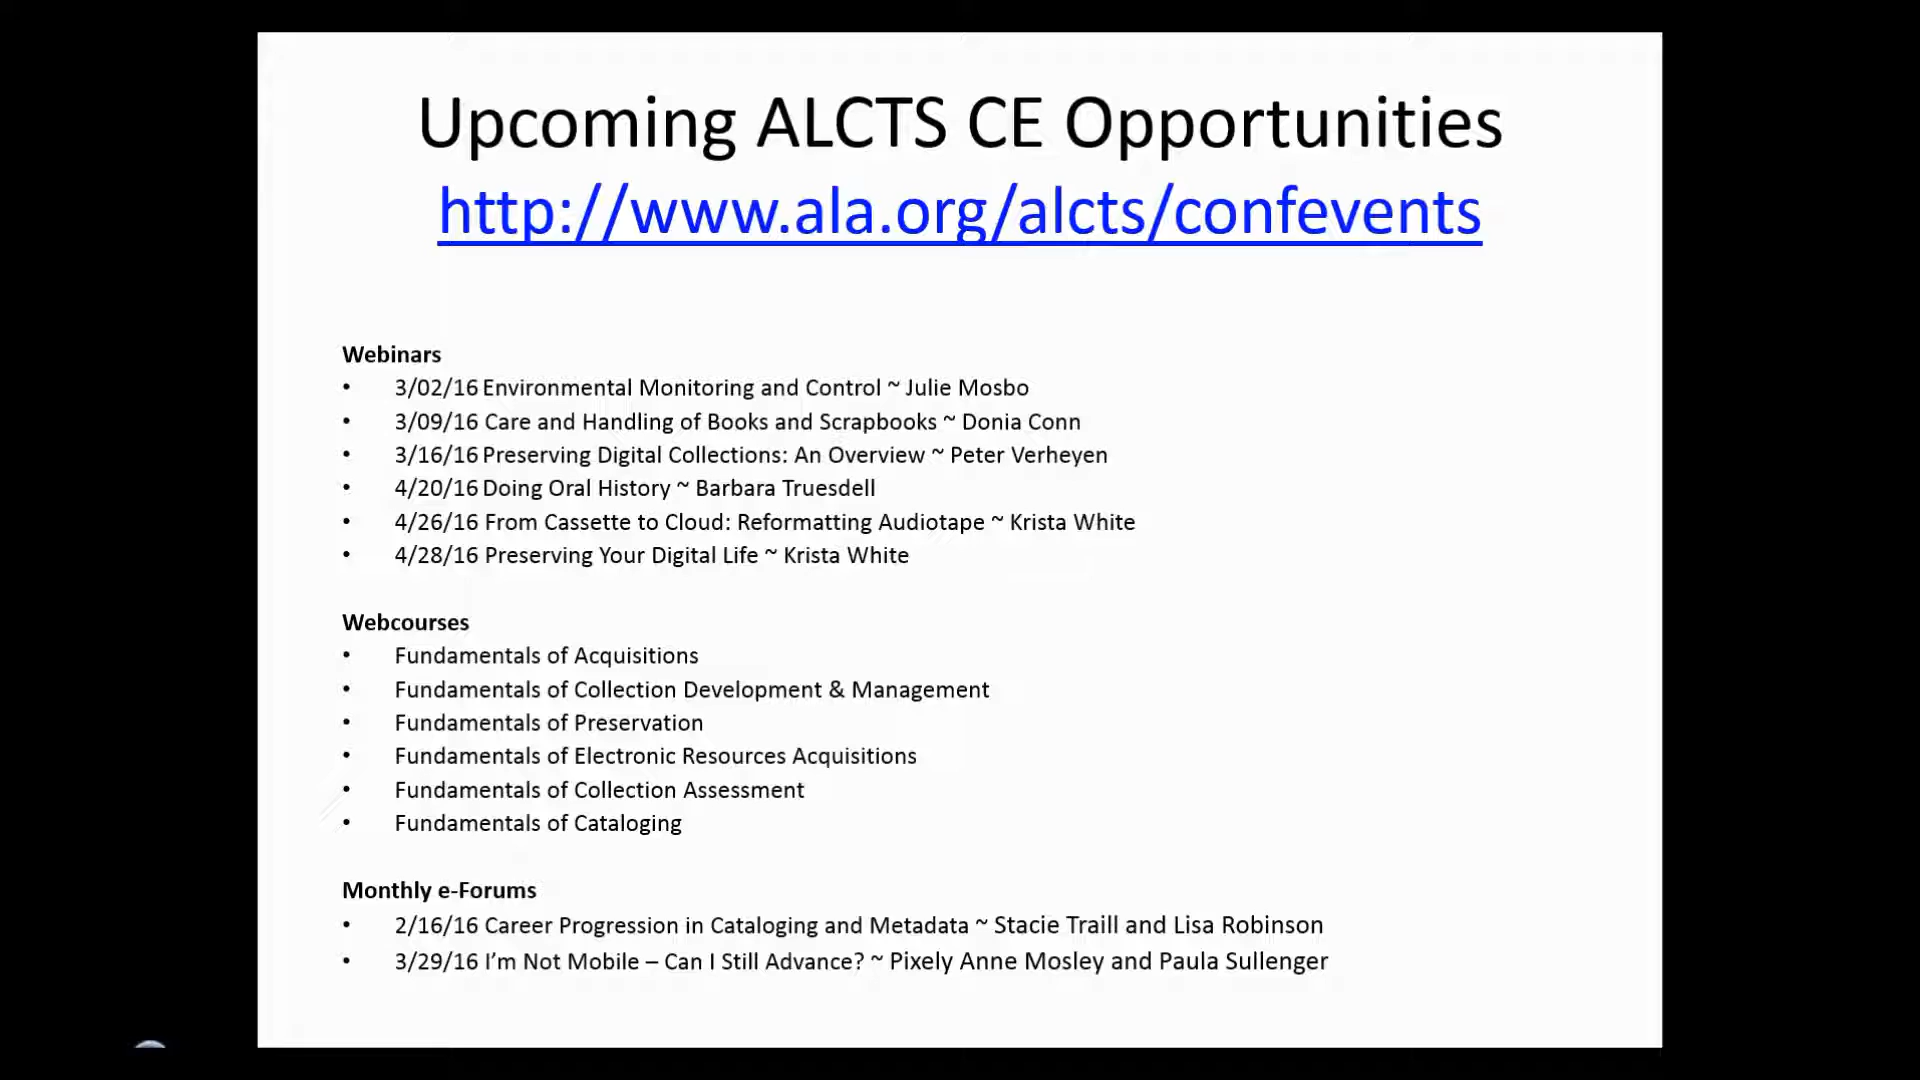 Upcoming ALCTS CE Opportunities
http://www.ala.org/alcts/confevents
Webinars
• 3/02/16 Environmental Monitoring and Control ~ Julie Mosbo
• 3/09/16 Care and Handling of Books and Scrapbooks ~ Donia Conn
• 3/16/16 Preserving Digital Collections: An Overview ~ Peter Verheyen
• 4/20/16 Doing Oral History ~ Barbara Truesdell
• 4/26/16 From Cassette to Cloud: Reformatting Audiotape ~ Krista White
• 4/28/16 Preserving Your Digital Life ~ Krista White
Webcourses
• Fundamentals of Acquisitions
• Fundamentals of Collection Development & Management
• Fundamentals of Preservation
• Fundamentals of Electronic Resources Acquisitions
• Fundamentals of Collection Assessment
• Fundamentals of Cataloging
Monthly e-Forums
• 2/16/16 Career Progression in Cataloging and Metadata ~ Stacie Traill and Lisa Robinson
• 3/29/16 I’m Not Mobile – Can I Still Advance? ~ Pixely Anne Mosley and Paula Sullenger